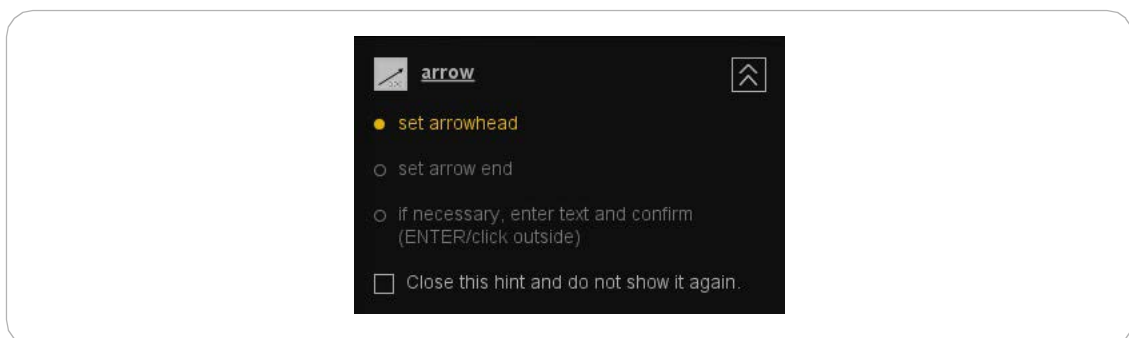 arrow
set arrowhead
set arrow end
if necessary, enter text and confirm
(ENTER/click outside)
Close this hint and do not show it again.